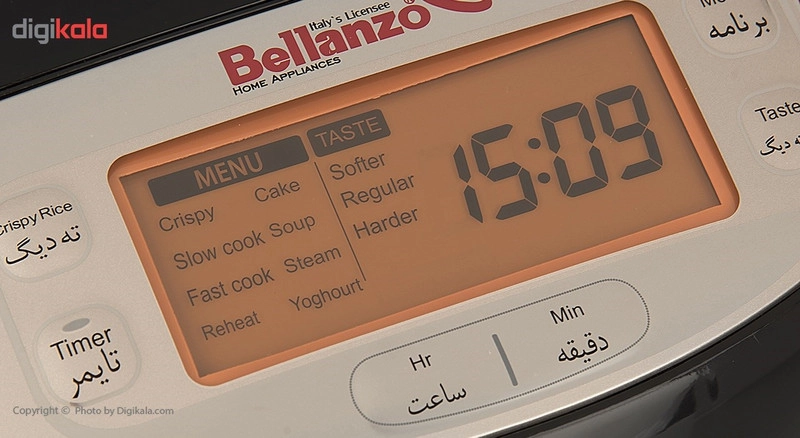 digikala
Italy's Licensee
Bellanzo®
HOME APPLIANCES
برنامه
Taste
ته دیگ
MENU
TASTE
15:09
Crispy
Cake
Softer
Slow cook
Soup
Regular
Fast cook
Steam
Harder
Reheat
Yoghourt
Crispy Rice
ته دیگ
Timer
تایمر
Hr
ساعت
Min
دقیقه
Copyright © Photo by Digikala.com